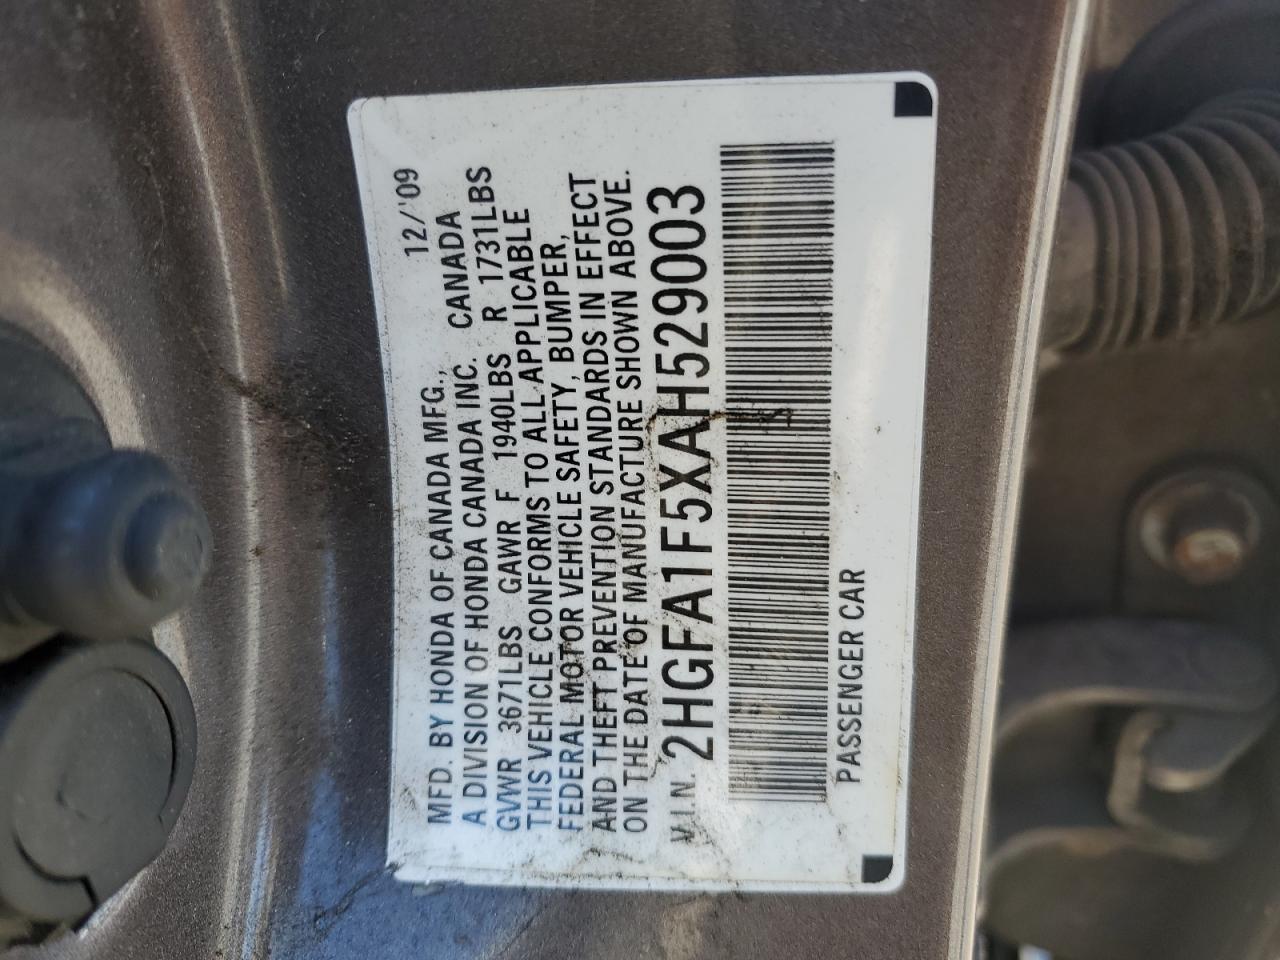 MFD. BY HONDA OF CANADA MFG., 12/'09
A DIVISION OF HONDA CANADA INC. CANADA
GVWR 3671LBS GAWR F 1940LBS R 1731LBS
THIS VEHICLE CONFORMS TO ALL APPLICABLE
FEDERAL MOTOR VEHICLE SAFETY, BUMPER,
AND THEFT PREVENTION STANDARDS IN EFFECT
ON THE DATE OF MANUFACTURE SHOWN ABOVE.
V.I.N. 2HGFA1F5XAH529003
PASSENGER CAR